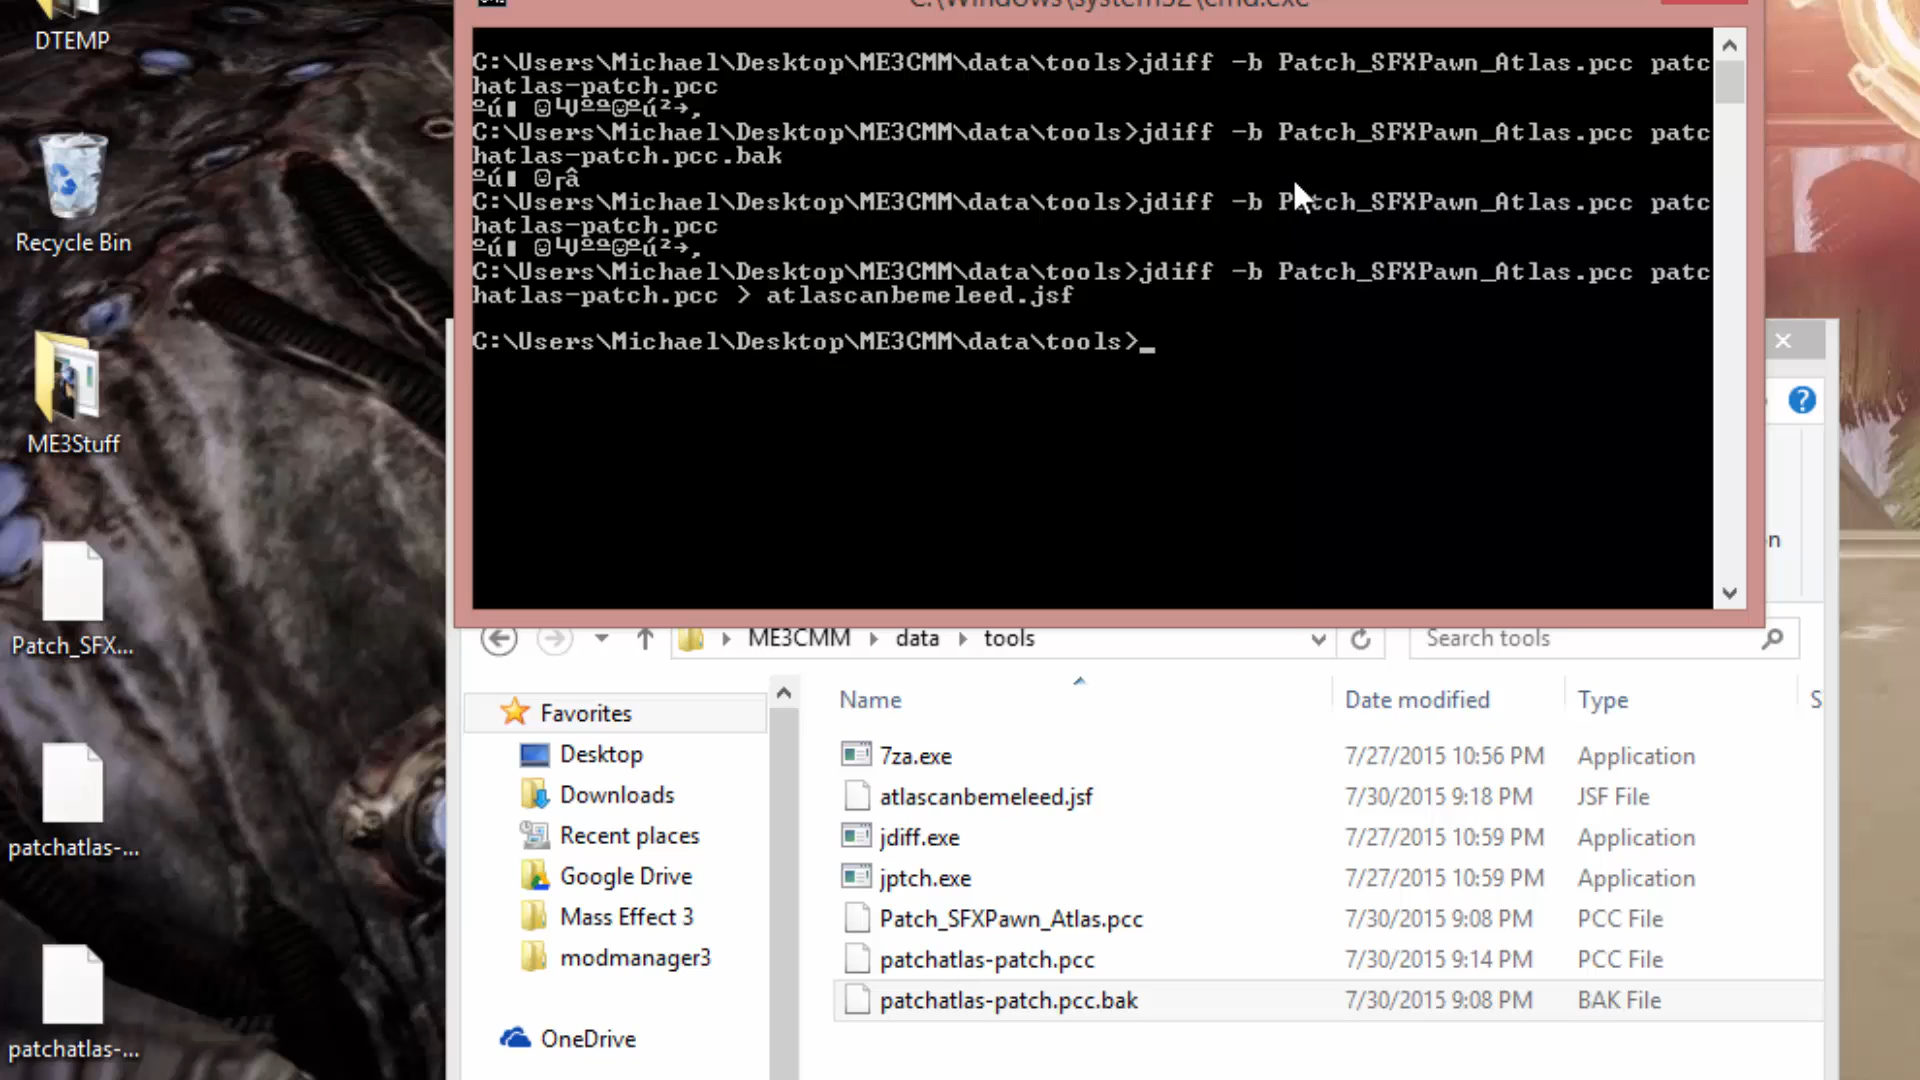 C:\Windows\system32\cmd.exe
C:\Users\Michael\Desktop\ME3CMM\data\tools>jdiff -b Patch_SFXPawn_Atlas.pcc patc
hatlas-patch.pcc
C:\Users\Michael\Desktop\ME3CMM\data\tools>jdiff -b Patch_SFXPawn_Atlas.pcc patc
hatlas-patch.pcc.bak
C:\Users\Michael\Desktop\ME3CMM\data\tools>jdiff -b Patch_SFXPawn_Atlas.pcc patc
hatlas-patch.pcc
C:\Users\Michael\Desktop\ME3CMM\data\tools>jdiff -b Patch_SFXPawn_Atlas.pcc patc
hatlas-patch.pcc > atlascanbemeleed.jsf
C:\Users\Michael\Desktop\ME3CMM\data\tools>_
DTEMP
Recycle Bin
ME3Stuff
Patch_SFX...
patchatlas-...
patchatlas-...
n
ME3CMM data tools
Search tools
Favorites
Desktop
Downloads
Recent places
Google Drive
Mass Effect 3
modmanager3
OneDrive
Name Date modified Type S
7za.exe 7/27/2015 10:56 PM Application
atlascanbemeleed.jsf 7/30/2015 9:18 PM JSF File
jdiff.exe 7/27/2015 10:59 PM Application
jptch.exe 7/27/2015 10:59 PM Application
Patch_SFXPawn_Atlas.pcc 7/30/2015 9:08 PM PCC File
patchatlas-patch.pcc 7/30/2015 9:14 PM PCC File
patchatlas-patch.pcc.bak 7/30/2015 9:08 PM BAK File